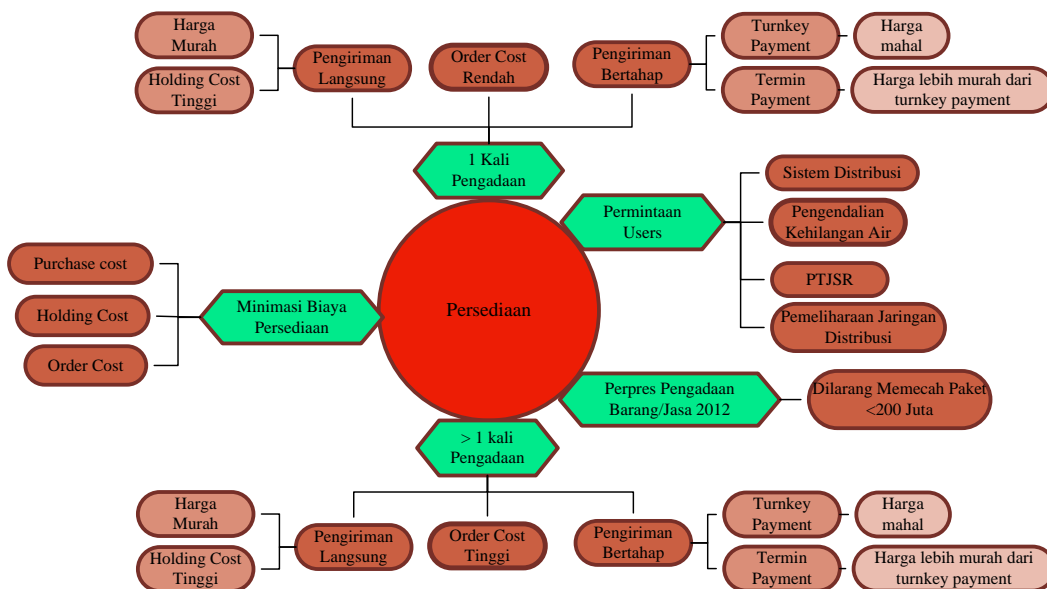 Harga
Murah
Holding Cost
Tinggi
Pengiriman
Langsung
Order Cost
Rendah
Pengiriman
Bertahap
Turnkey
Payment
Harga
mahal
Termin
Payment
Harga lebih murah dari
turnkey payment
1 Kali
Pengadaan
Permintaan
Users
Sistem Distribusi
Pengendalian
Kehilangan Air
PTJSR
Pemeliharaan Jaringan
Distribusi
Purchase cost
Holding Cost
Order Cost
Minimasi Biaya
Persediaan
Persediaan
Perpres Pengadaan
Barang/Jasa 2012
Dilarang Memecah Paket
<200 Juta
> 1 kali
Pengadaan
Harga
Murah
Holding Cost
Tinggi
Pengiriman
Langsung
Order Cost
Tinggi
Pengiriman
Bertahap
Turnkey
Payment
Harga
mahal
Termin
Payment
Harga lebih murah dari
turnkey payment